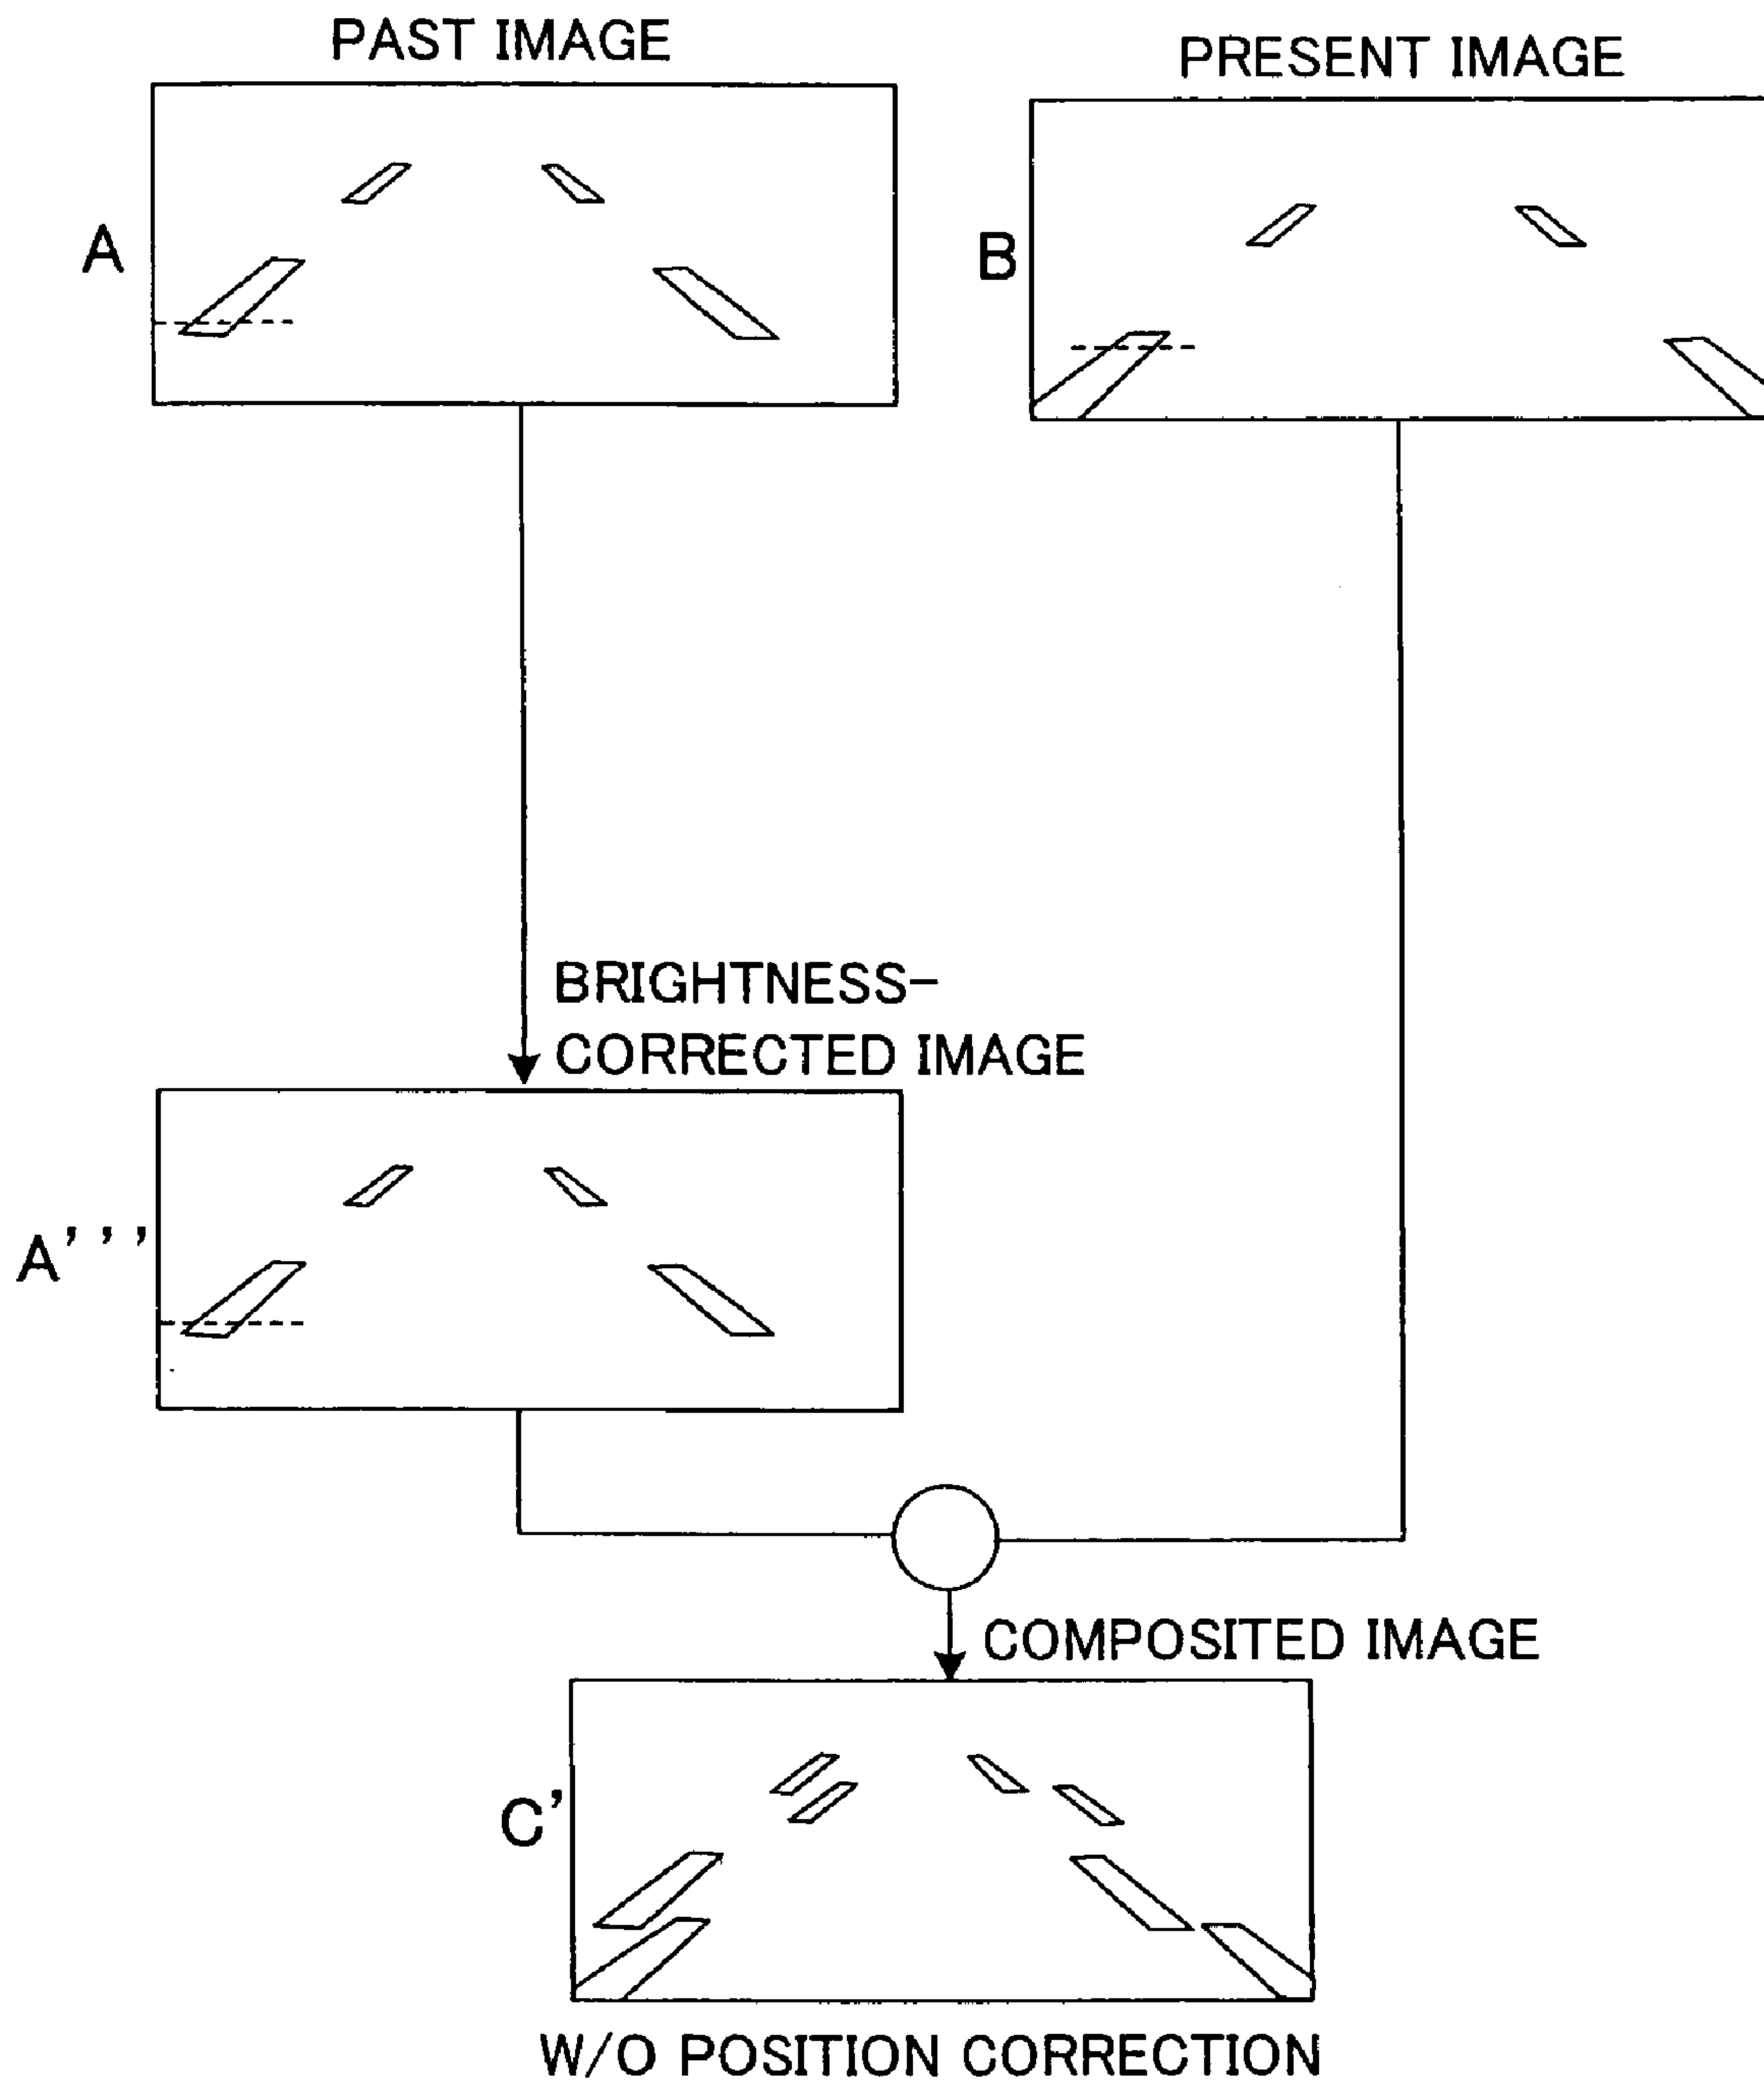 PAST IMAGE
PRESENT IMAGE
A
B
BRIGHTNESS-
CORRECTED IMAGE
A'''
COMPOSITED IMAGE
C'
W/O POSITION CORRECTION